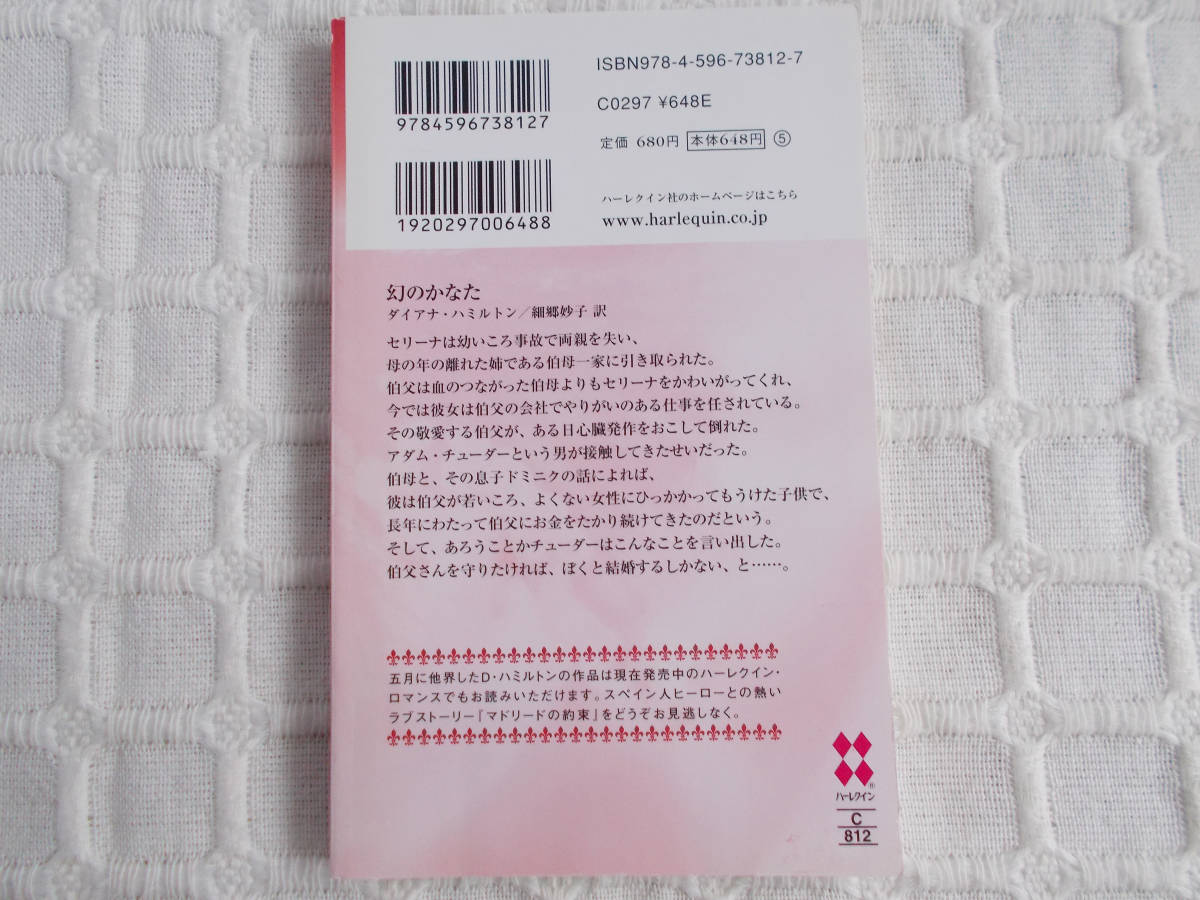 ISBN978-4-596-73812-7
9784596738127
C0297 ¥648E
定価 680円 本体648円 ⑤
1920297006488
ハーレクイン社のホームページはこちら
www.harlequin.co.jp
幻のかなた
ダイアナ・ハミルトン／細郷妙子 訳
セリーナは幼いころ事故で両親を失い、
母の年の離れた姉である伯母一家に引き取られた。
伯父は血のつながった伯母よりもセリーナをかわいがってくれ、
今では彼女は伯父の会社でやりがいのある仕事を任されている。
その敬愛する伯父が、ある日心臓発作をおこして倒れた。
アダム・チューダーという男が接触してきたせいだった。
伯母と、その息子ドミニクの話によれば、
彼は伯父が若いころ、よくない女性にひっかかってもうけた子供で、
長年にわたって伯父にお金をたかり続けてきたのだという。
そして、あろうことかチューダーはこんなことを言い出した。
伯父さんを守りたければ、ぼくと結婚するしかない、と……。
五月に他界したD・ハミルトンの作品は現在発売中のハーレクイン・
ロマンスでもお読みいただけます。スペイン人ヒーローとの熱い
ラブストーリー『マドリードの約束』をどうぞお見逃しなく。
®
ハーレクイン
C
812